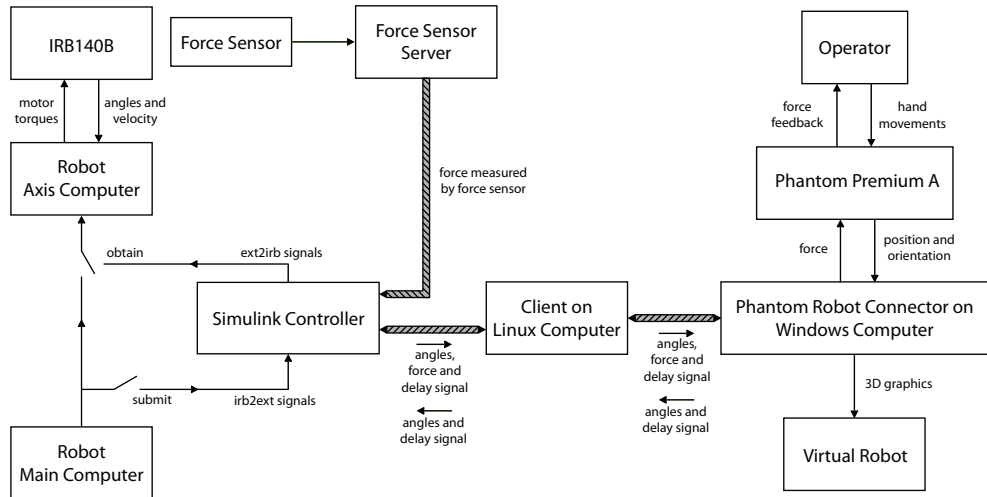 IRB140B
Force Sensor
Force Sensor
Server
Operator
motor
torques
angles and
velocity
force
feedback
hand
movements
Robot
Axis Computer
force measured
by force sensor
Phantom Premium A
obtain
ext2irb signals
force
position and
orientation
Simulink Controller
Client on
Linux Computer
Phantom Robot Connector on
Windows Computer
angles,
force and
delay signal
angles,
force and
delay signal
submit
irb2ext signals
3D graphics
angles and
delay signal
angles and
delay signal
Robot
Main Computer
Virtual Robot